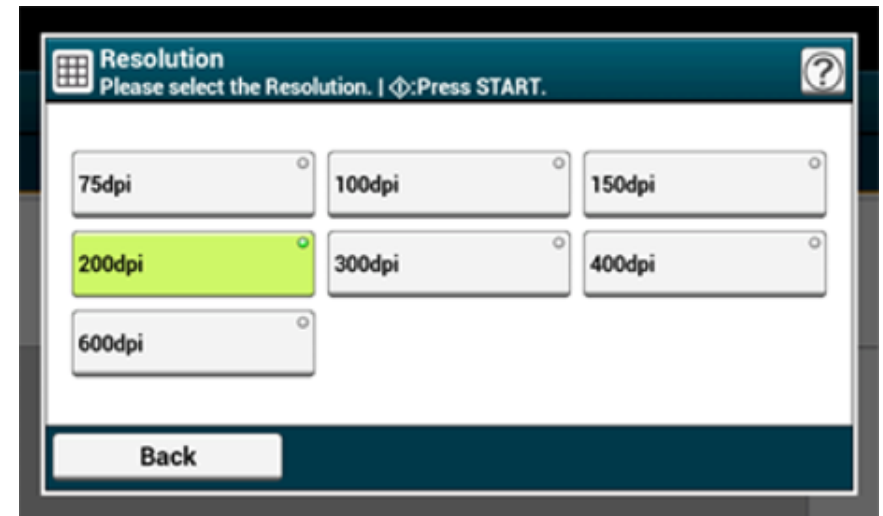 Resolution
Please select the Resolution. | :Press START.
?
75dpi
100dpi
150dpi
200dpi
300dpi
400dpi
600dpi
Back